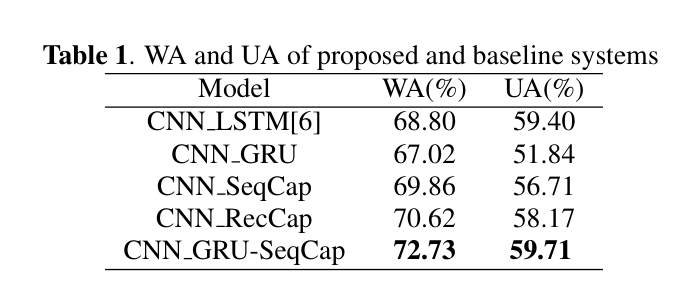 Table 1. WA and UA of proposed and baseline systems
Model WA(%) UA(%)
CNN_LSTM[6] 68.80 59.40
CNN_GRU 67.02 51.84
CNN_SeqCap 69.86 56.71
CNN_RecCap 70.62 58.17
CNN_GRU-SeqCap 72.73 59.71